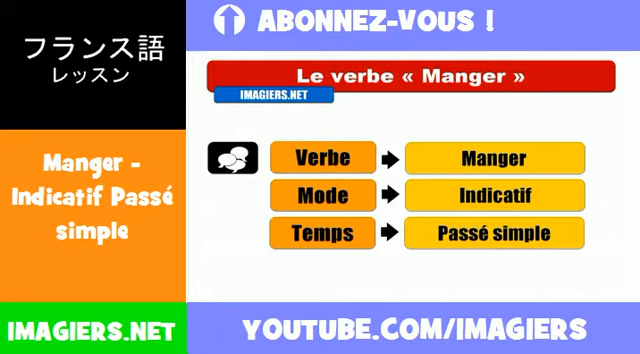 フランス語
レッスン
Manger -
Indicatif Passé
simple
IMAGIERS.NET
ABONNEZ-VOUS !
Le verbe « Manger »
IMAGIERS.NET
Verbe Manger
Mode Indicatif
Temps Passé simple
YOUTUBE.COM/IMAGIERS